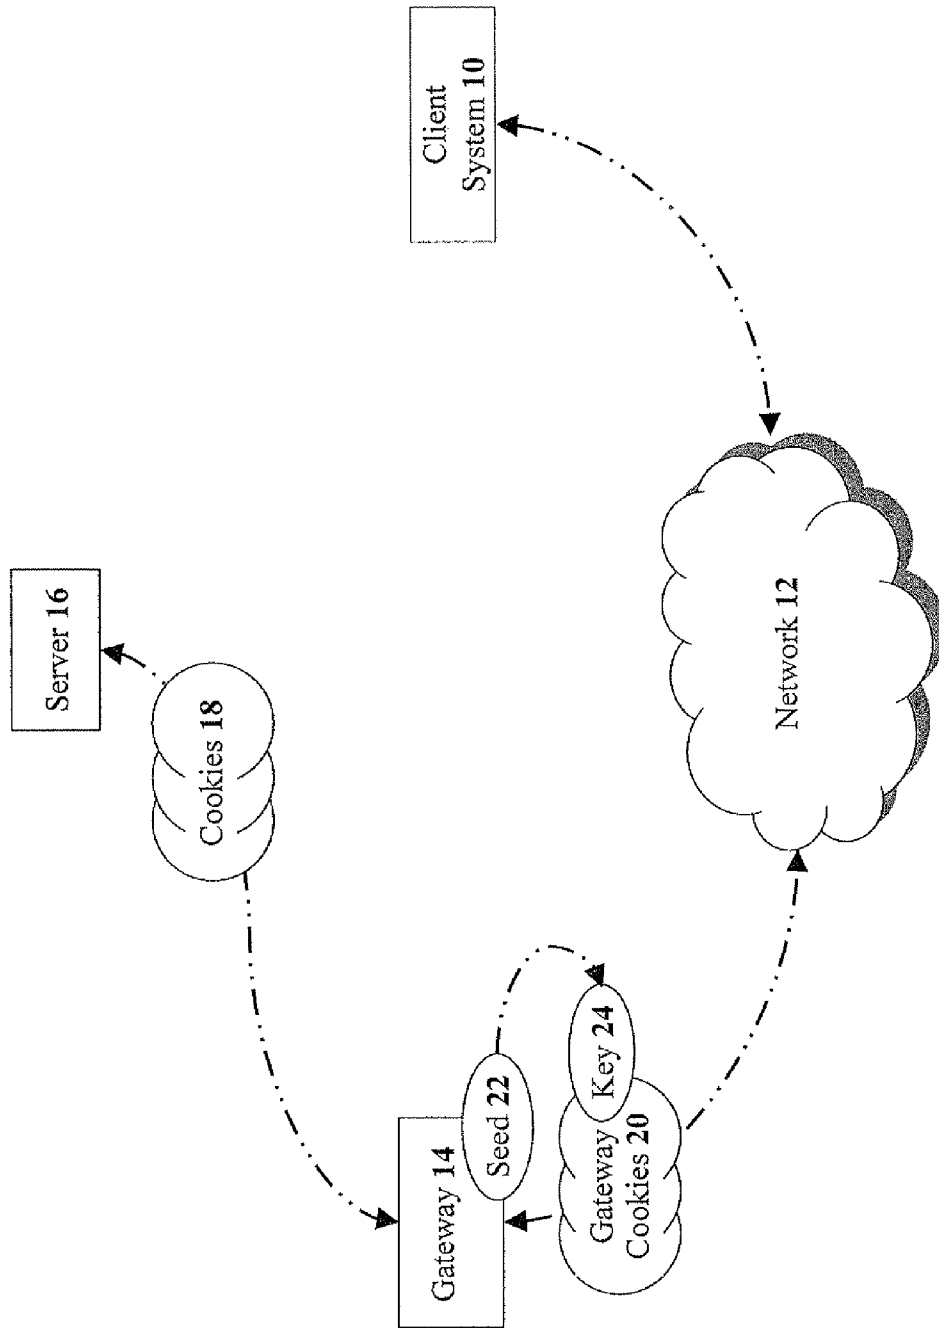 Server 16
Cookies 18
Gateway 14
Seed 22
Key 24
Gateway
Cookies 20
Network 12
Client
System 10